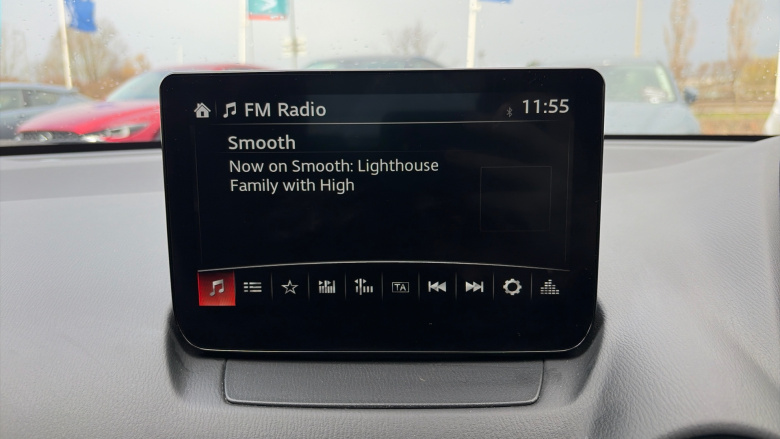 FM Radio 11:55
Smooth
Now on Smooth: Lighthouse
Family with High
TA